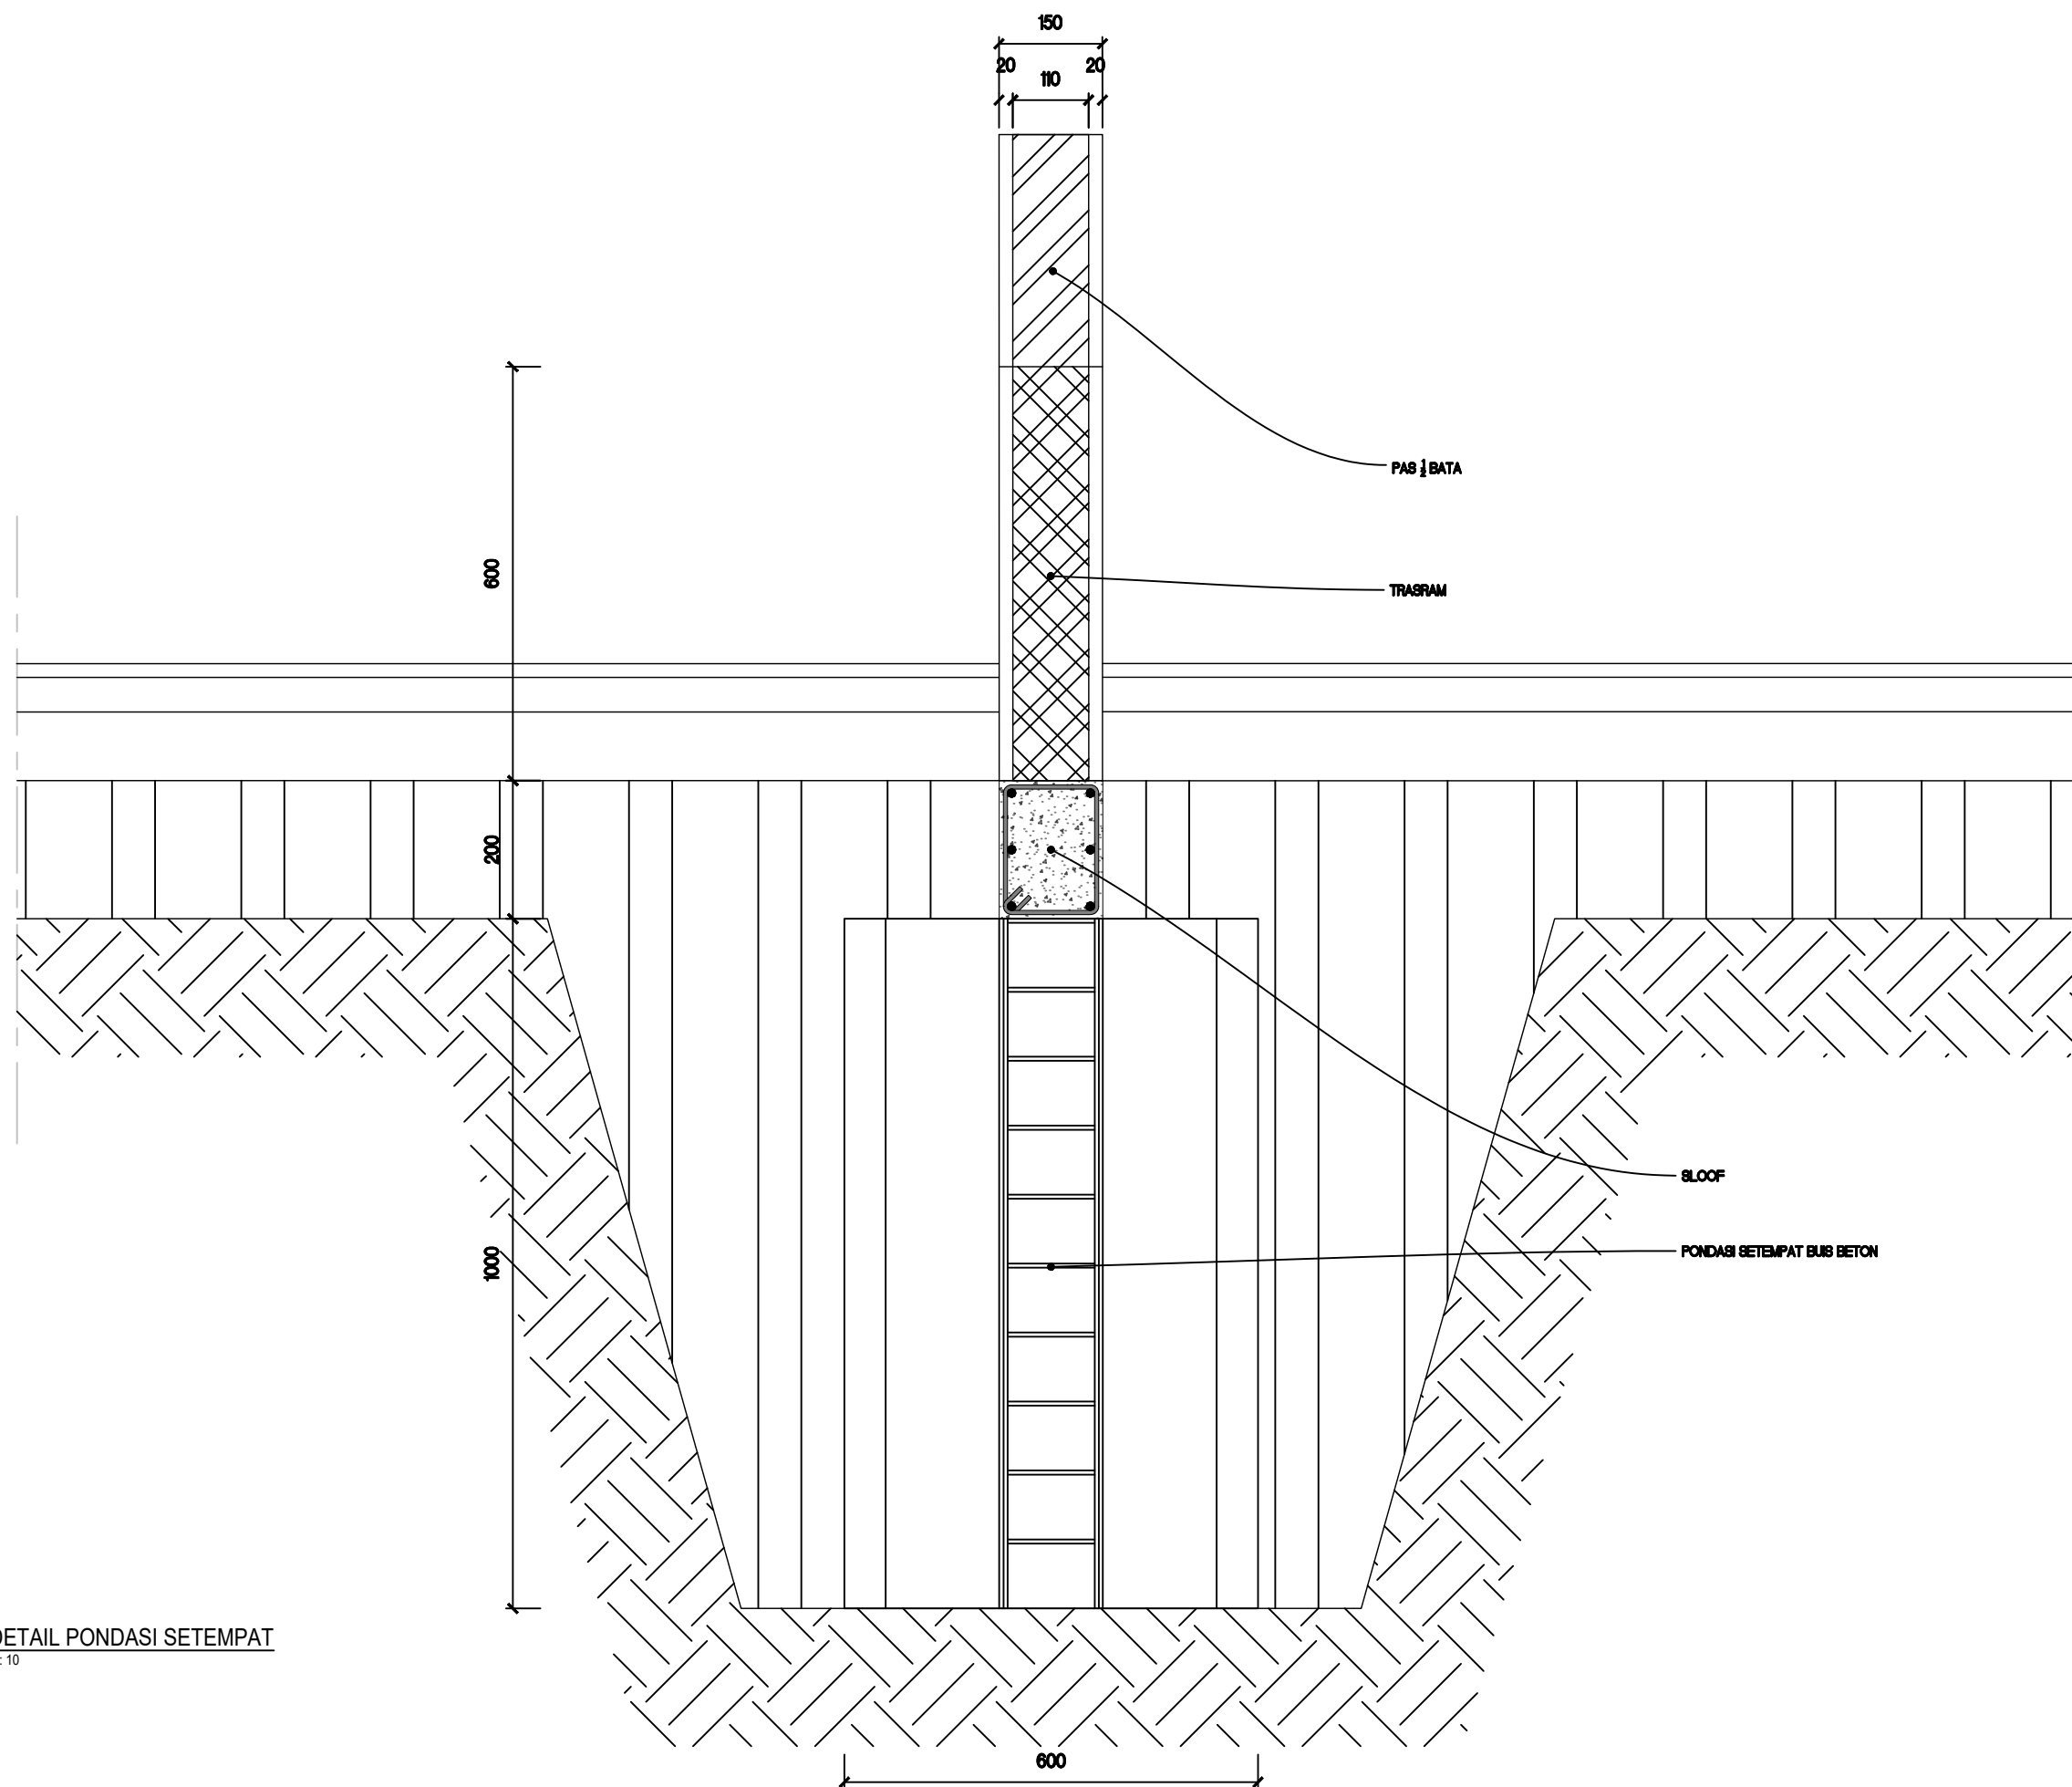 150
20
20
110
PAS ½ BATA
600
TRASRAM
200
SLOOF
PONDASI SETEMPAT BUIS BETON
1000
DETAIL PONDASI SETEMPAT
: 10
600